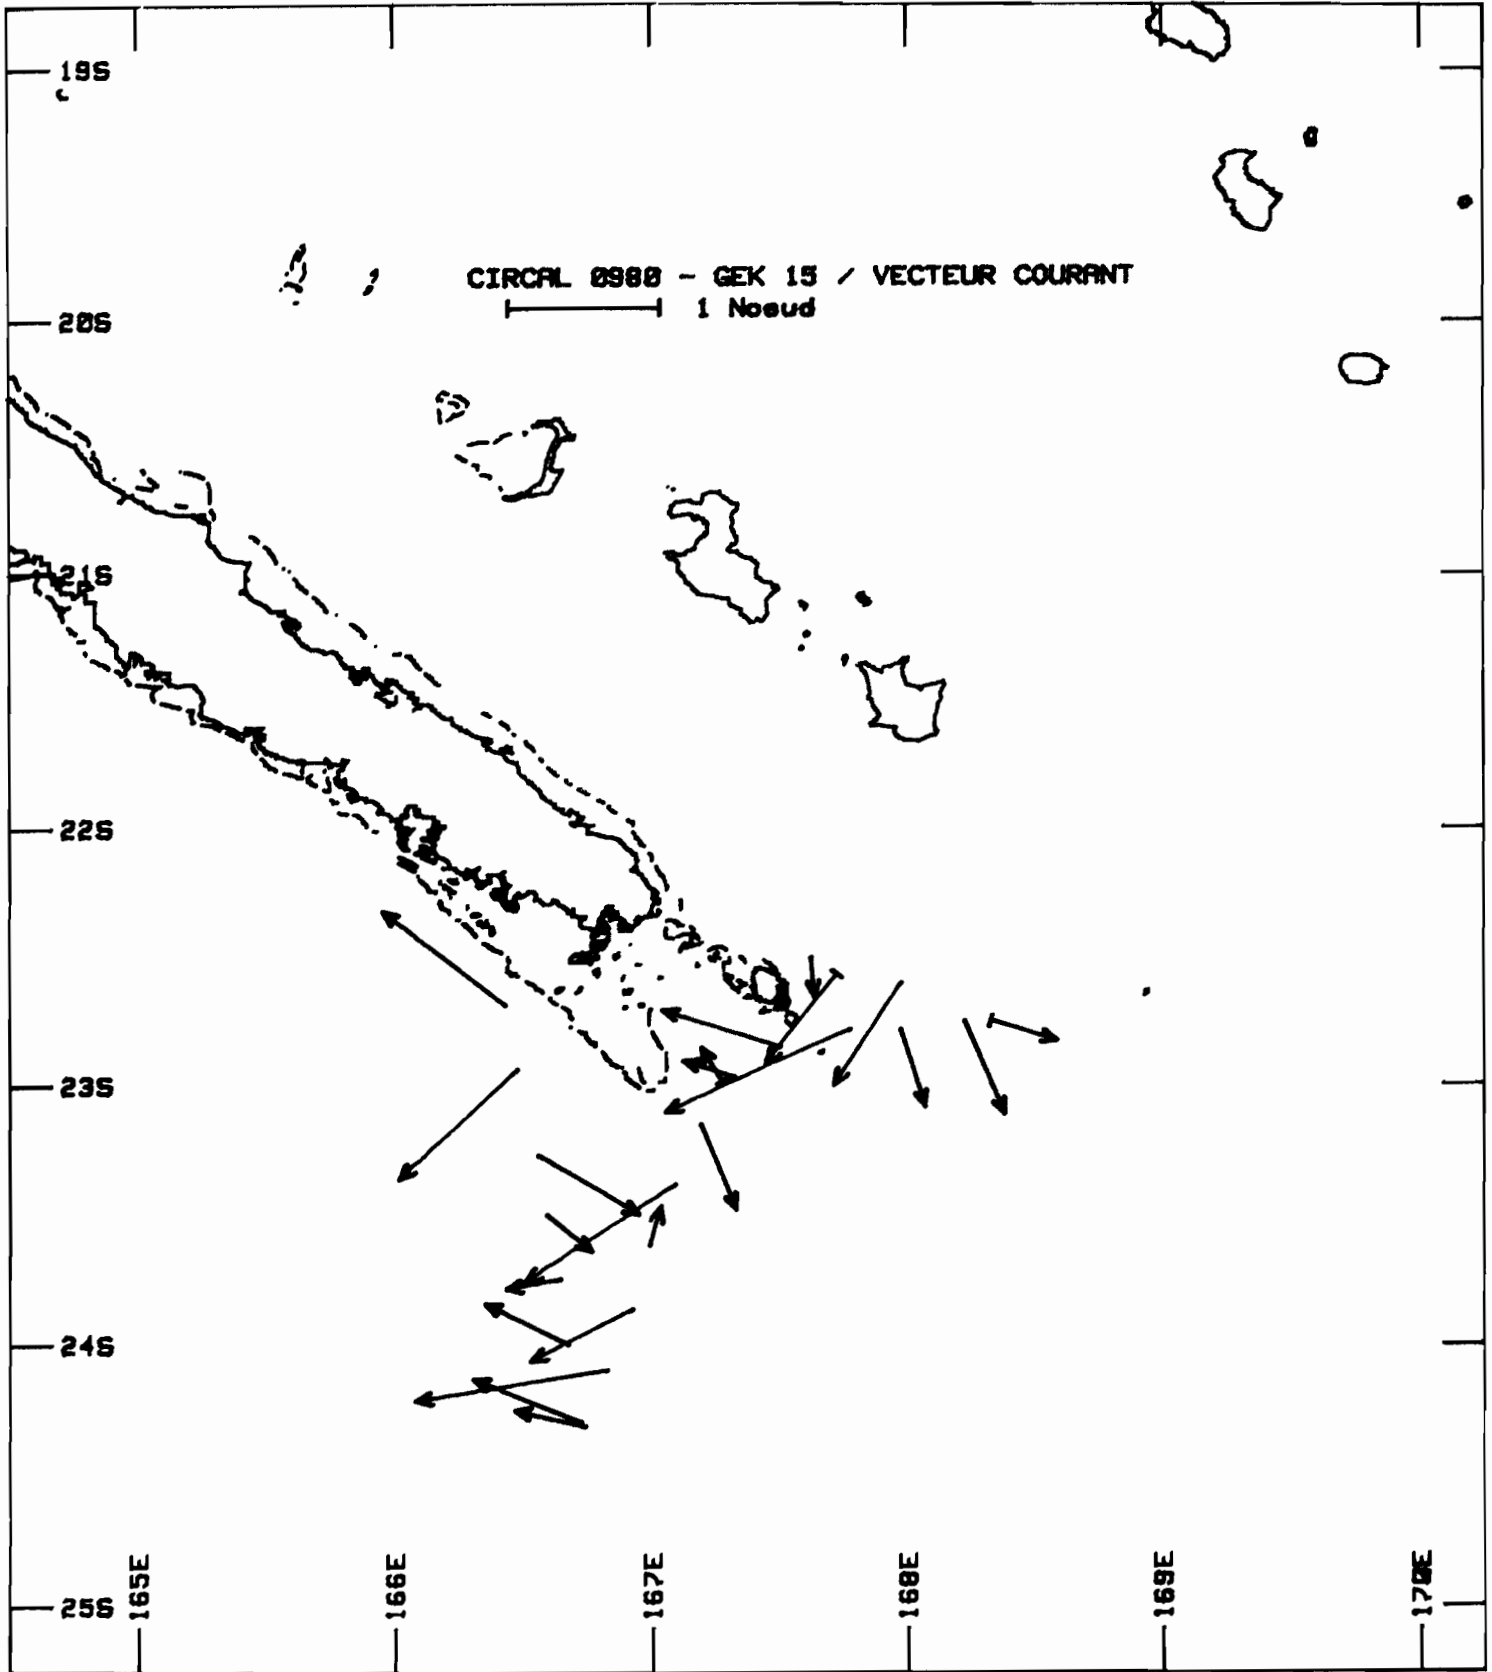 19S
CIRCAL 0980 - GEK 15 / VECTEUR COURANT
1 Noeud
20S
21S
22S
23S
24S
25S
165E
166E
167E
168E
169E
170E